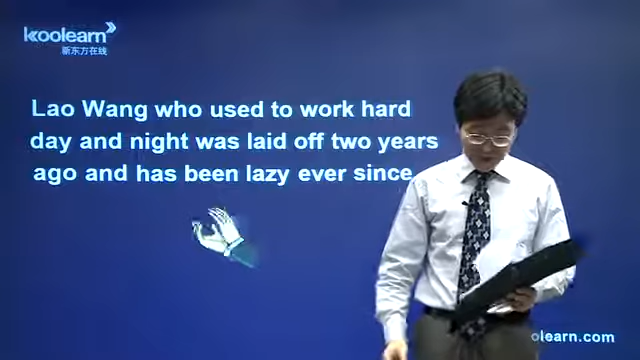 koolearn
新东方在线
Lao Wang who used to work hard
day and night was laid off two years
ago and has been lazy ever since.
olearn.com